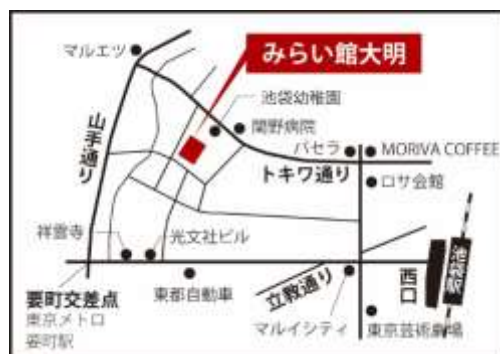 マルエツ
みらい館大明
池袋幼稚園
関野病院
パセラ
MORIVA COFFEE
山手通り
トキワ通り
ロサ会館
祥雲寺
光文社ビル
要町交差点
東京メトロ
要町駅
東都自動車
立教通り
マルイシティ
西口
池袋駅
東京芸術劇場